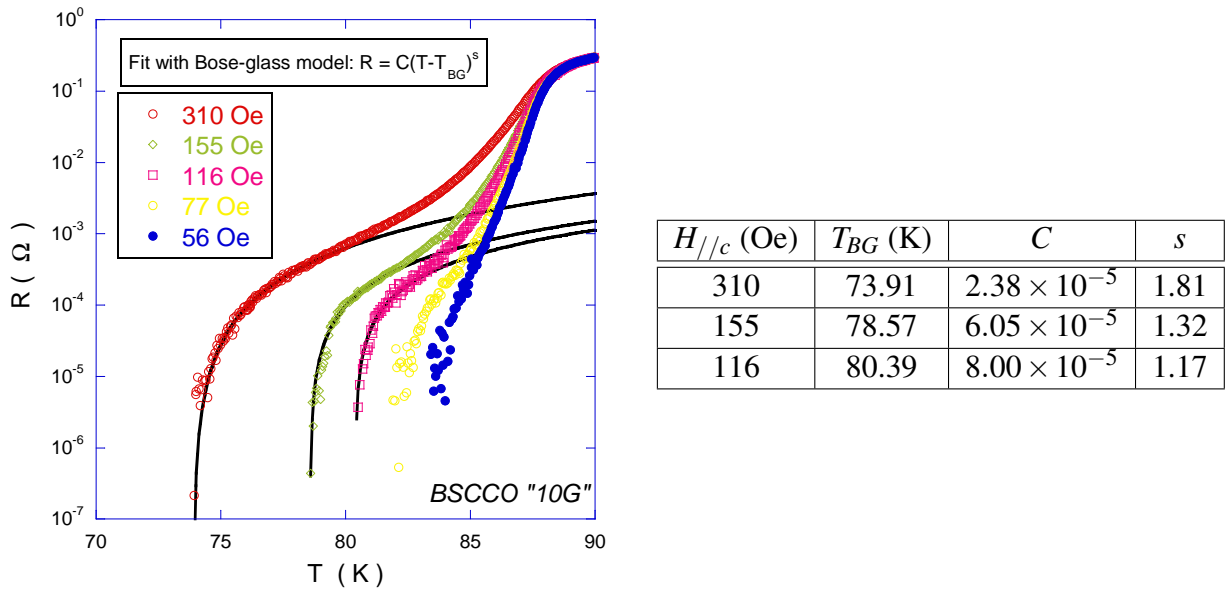 10^0
Fit with Bose-glass model: R = C(T-T_BG)^s
10^-1
310 Oe
155 Oe
116 Oe
77 Oe
56 Oe
10^-2
10^-3
10^-4
10^-5
10^-6
10^-7
R ( Ω )
BSCCO "10G"
70 75 80 85 90
T ( K )
H_//c (Oe) T_BG (K) C s
310 73.91 2.38 × 10^−5 1.81
155 78.57 6.05 × 10^−5 1.32
116 80.39 8.00 × 10^−5 1.17